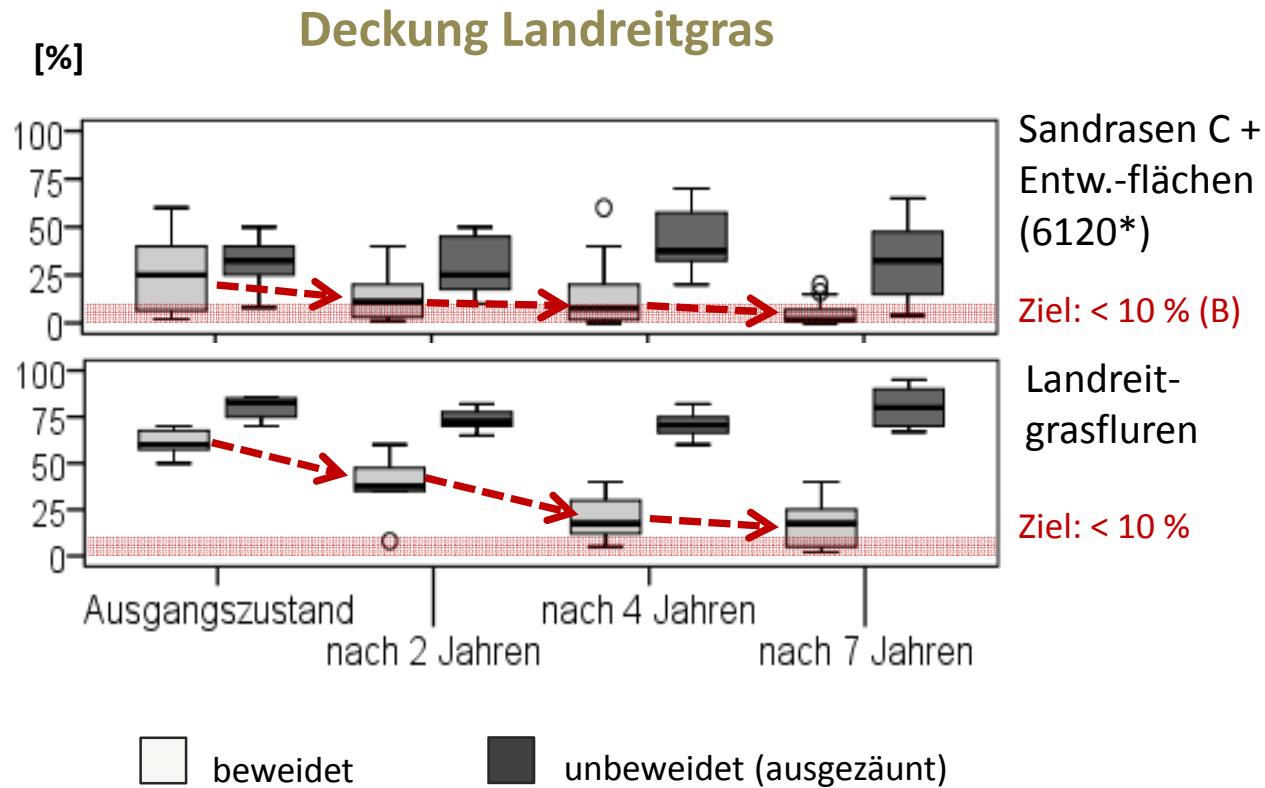 Deckung Landreitgras
[%]
100
75
50
25
0
Sandrasen C +
Entw.-flächen
(6120*)
Ziel: < 10 % (B)
100
75
50
25
0
Landreit-
grasfluren
Ziel: < 10 %
Ausgangszustand
nach 2 Jahren
nach 4 Jahren
nach 7 Jahren
beweidet
unbeweidet (ausgezäunt)